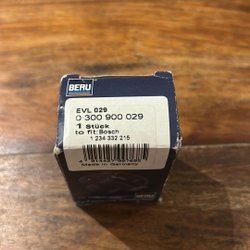 BERU
EVL 029
0 300 900 029
1 Stück
to fit:Bosch
1 234 332 215
Made in Germany